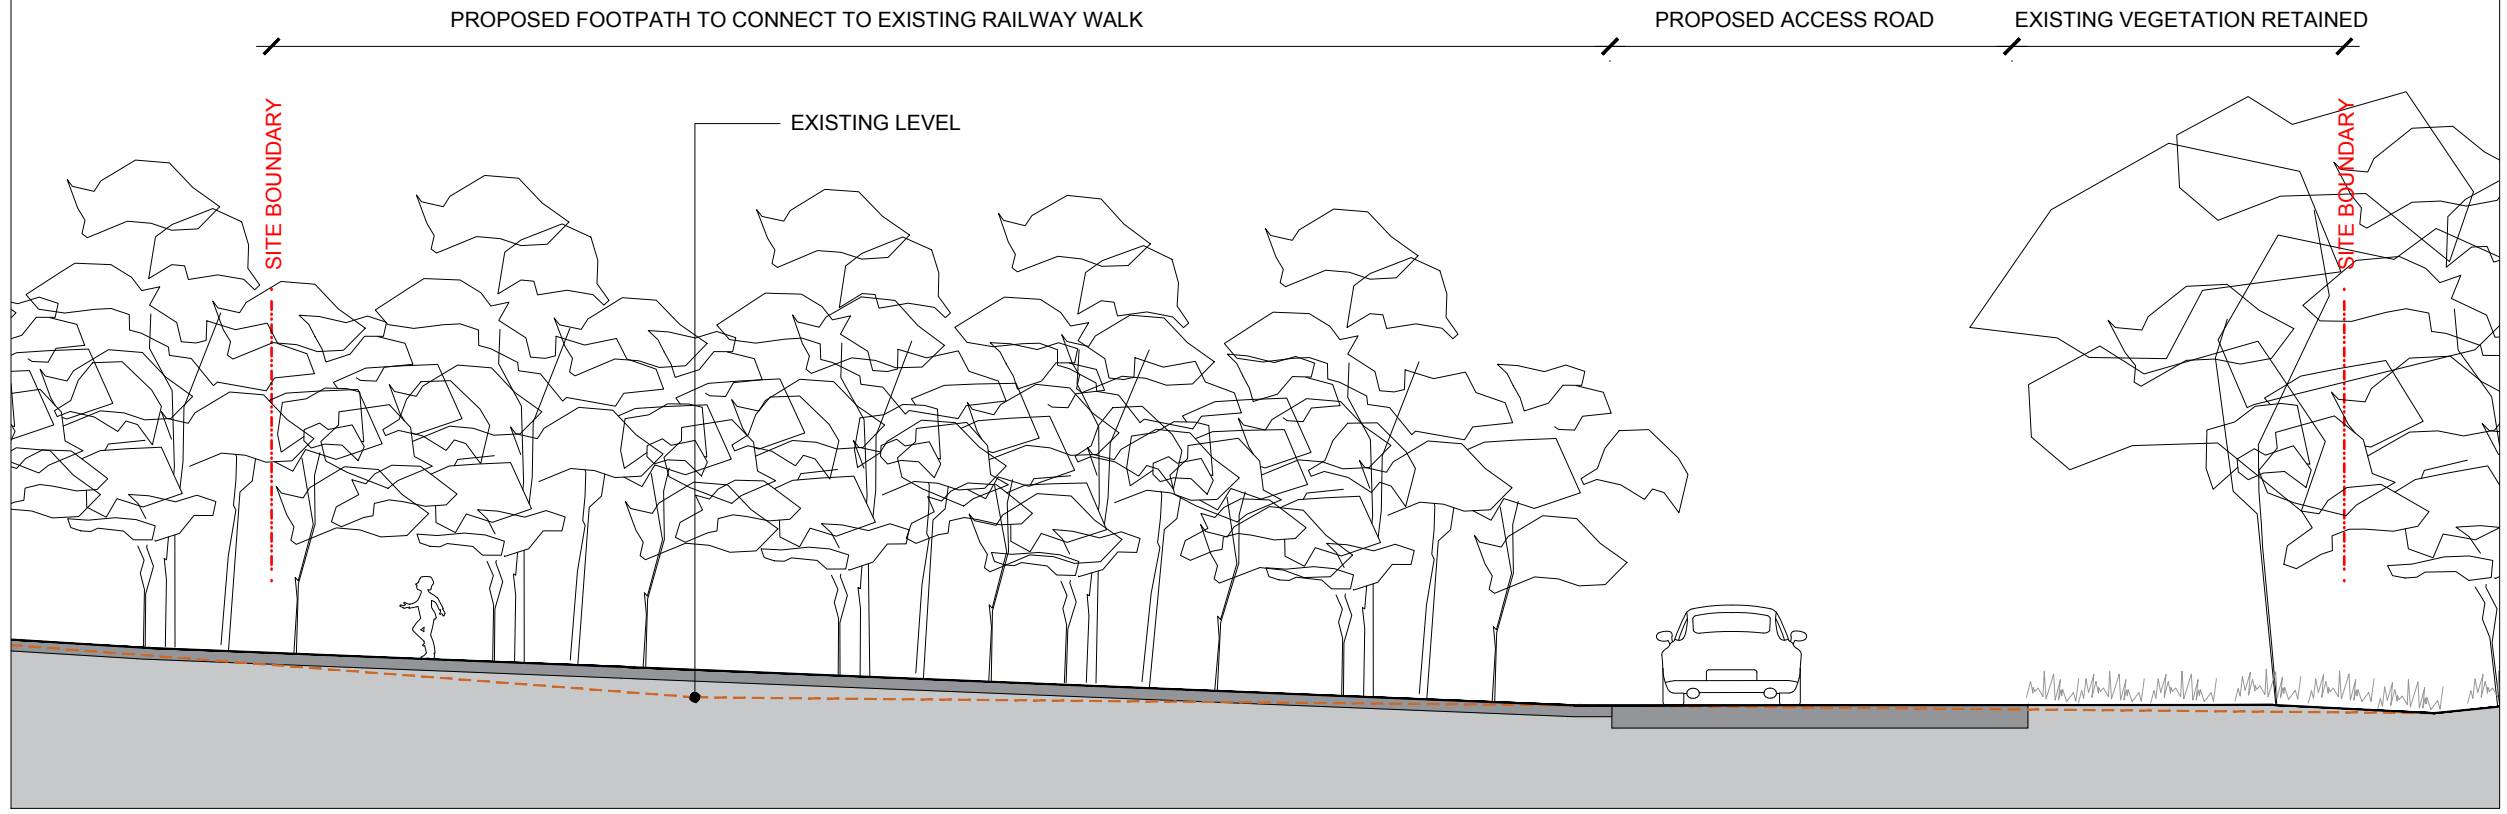 PROPOSED FOOTPATH TO CONNECT TO EXISTING RAILWAY WALK
PROPOSED ACCESS ROAD
EXISTING VEGETATION RETAINED
SITE BOUNDARY
EXISTING LEVEL
SITE BOUNDARY